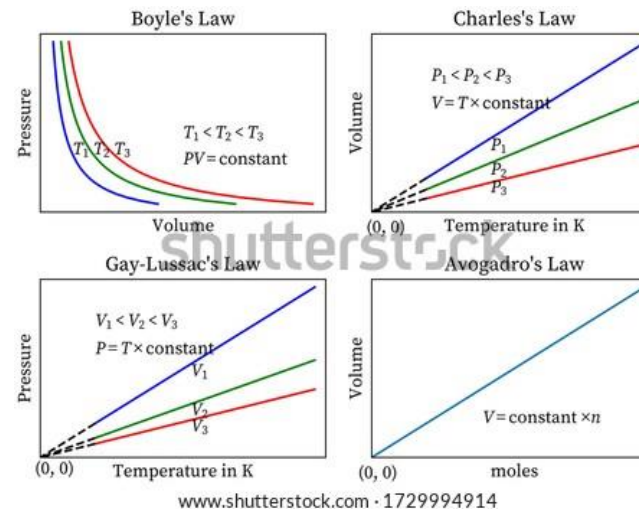 Boyle's Law
Pressure
T₁ T₂ T₃
T₁ < T₂ < T₃
PV = constant
Volume
Charles's Law
Volume
P₁ < P₂ < P₃
V = T × constant
P₁
P₂
P₃
(0, 0)
Temperature in K
shutterstock
Gay-Lussac's Law
Pressure
V₁ < V₂ < V₃
P = T × constant
V₁
V₂
V₃
(0, 0)
Temperature in K
Avogadro's Law
Volume
V = constant ×n
(0, 0)
moles
www.shutterstock.com · 1729994914